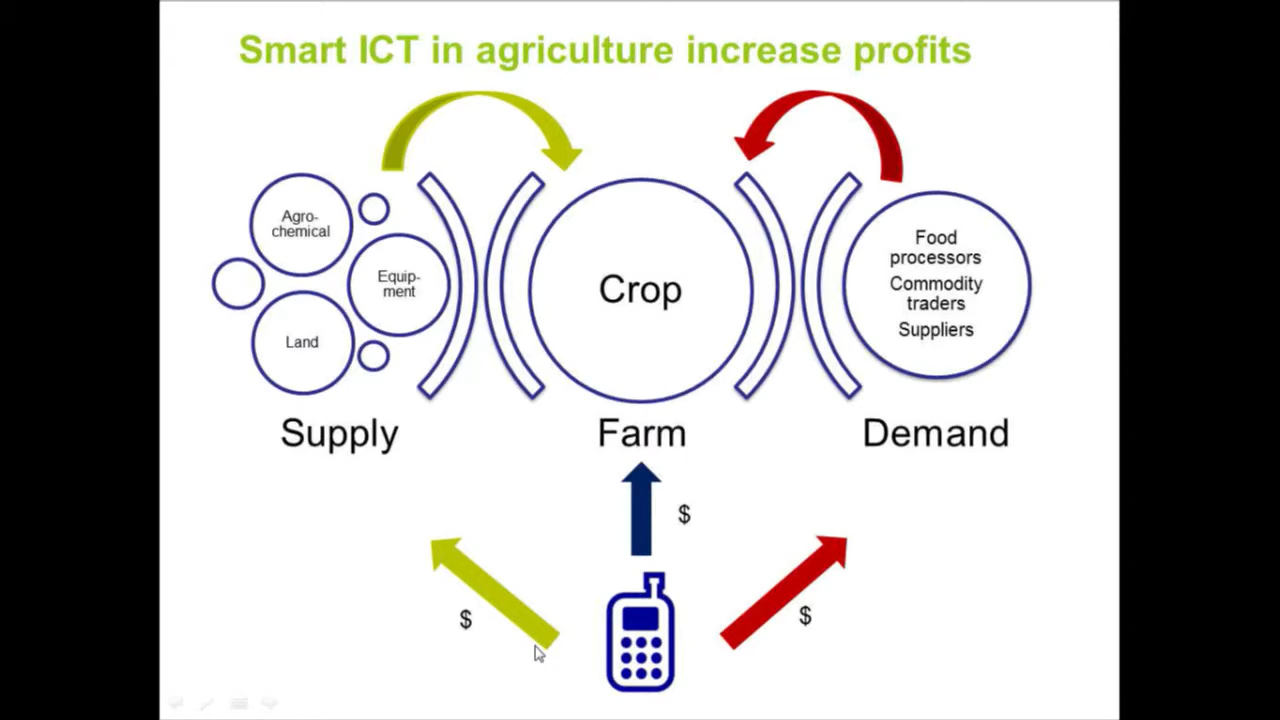 Smart ICT in agriculture increase profits
Agro-
chemical
Equip-
ment
Land
Crop
Food
processors
Commodity
traders
Suppliers
Supply
Farm
Demand
$
$
$